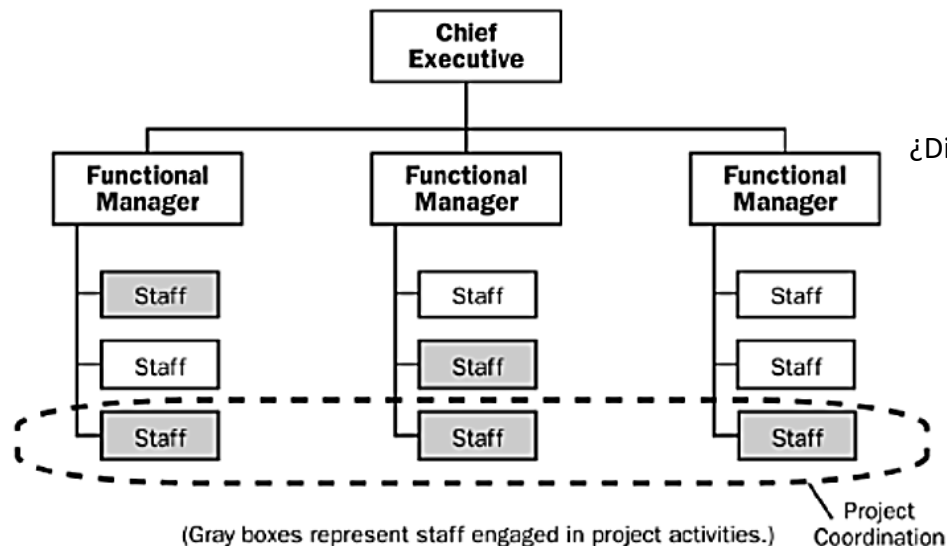 Chief
Executive
¿Di
Functional
Manager
Functional
Manager
Functional
Manager
Staff
Staff
Staff
Staff
Staff
Staff
Staff
Staff
Staff
Project
Coordination
(Gray boxes represent staff engaged in project activities.)